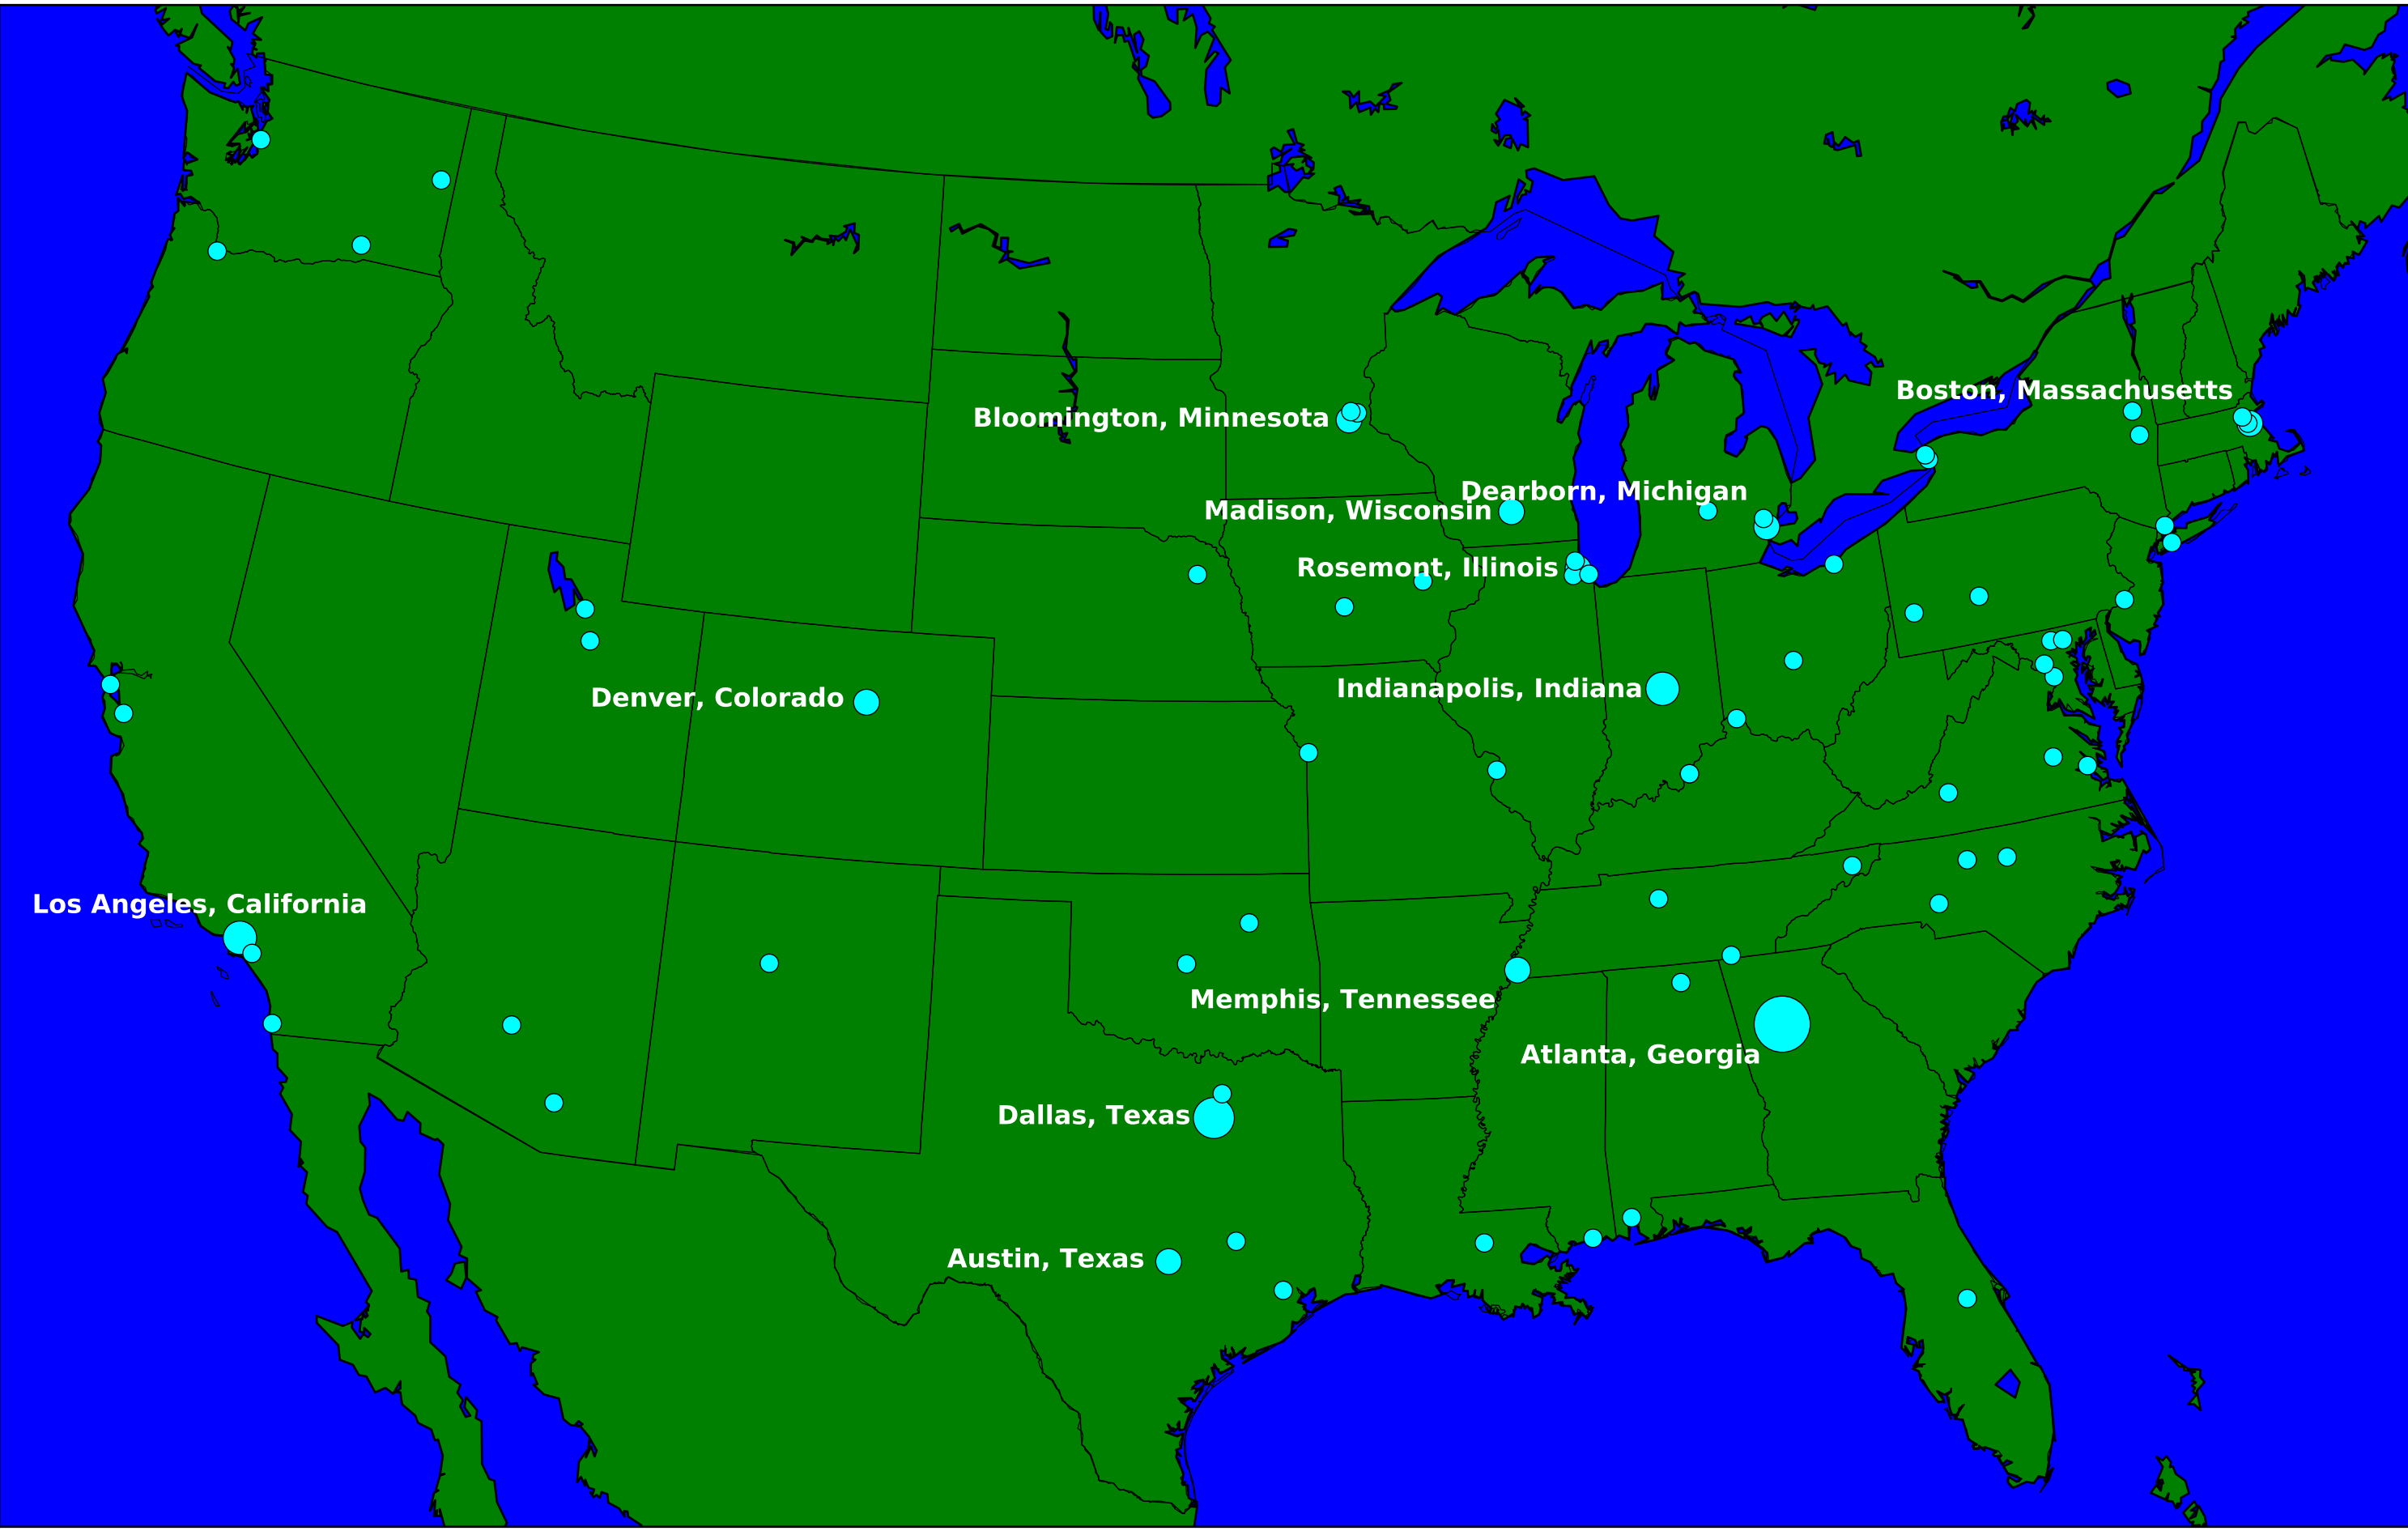 Boston, Massachusetts
Bloomington, Minnesota
Dearborn, Michigan
Madison, Wisconsin
Rosemont, Illinois
Indianapolis, Indiana
Denver, Colorado
Los Angeles, California
Memphis, Tennessee
Atlanta, Georgia
Dallas, Texas
Austin, Texas